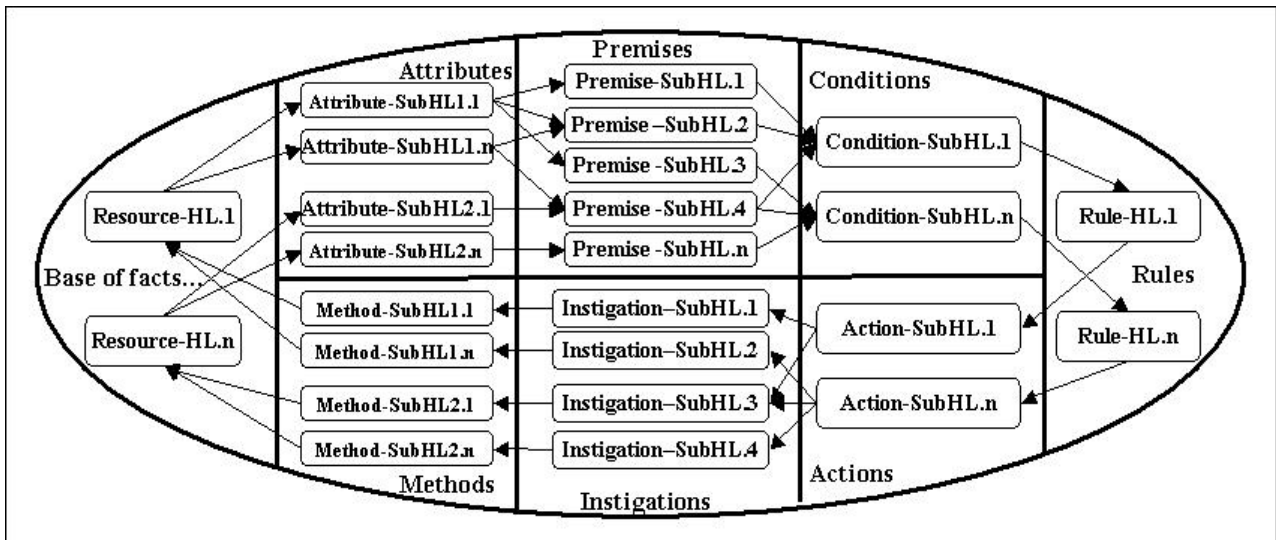 Premises
Attributes
Conditions
Attribute-SubHL1.1
Attribute-SubHL1.n
Attribute-SubHL2.1
Attribute-SubHL2.n
Premise-SubHL.1
Premise –SubHL.2
Premise -SubHL.3
Premise -SubHL.4
Premise -SubHL.n
Condition-SubHL.1
Condition-SubHL.n
Resource-HL.1
Base of facts...
Resource-HL.n
Rule-HL.1
Rules
Rule-HL.n
Method-SubHL1.1
Method-SubHL1.n
Method-SubHL2.1
Method-SubHL2.n
Instigation–SubHL.1
Instigation–SubHL.2
Instigation–SubHL.3
Instigation–SubHL.4
Action-SubHL.1
Action-SubHL.n
Methods
Instigations
Actions